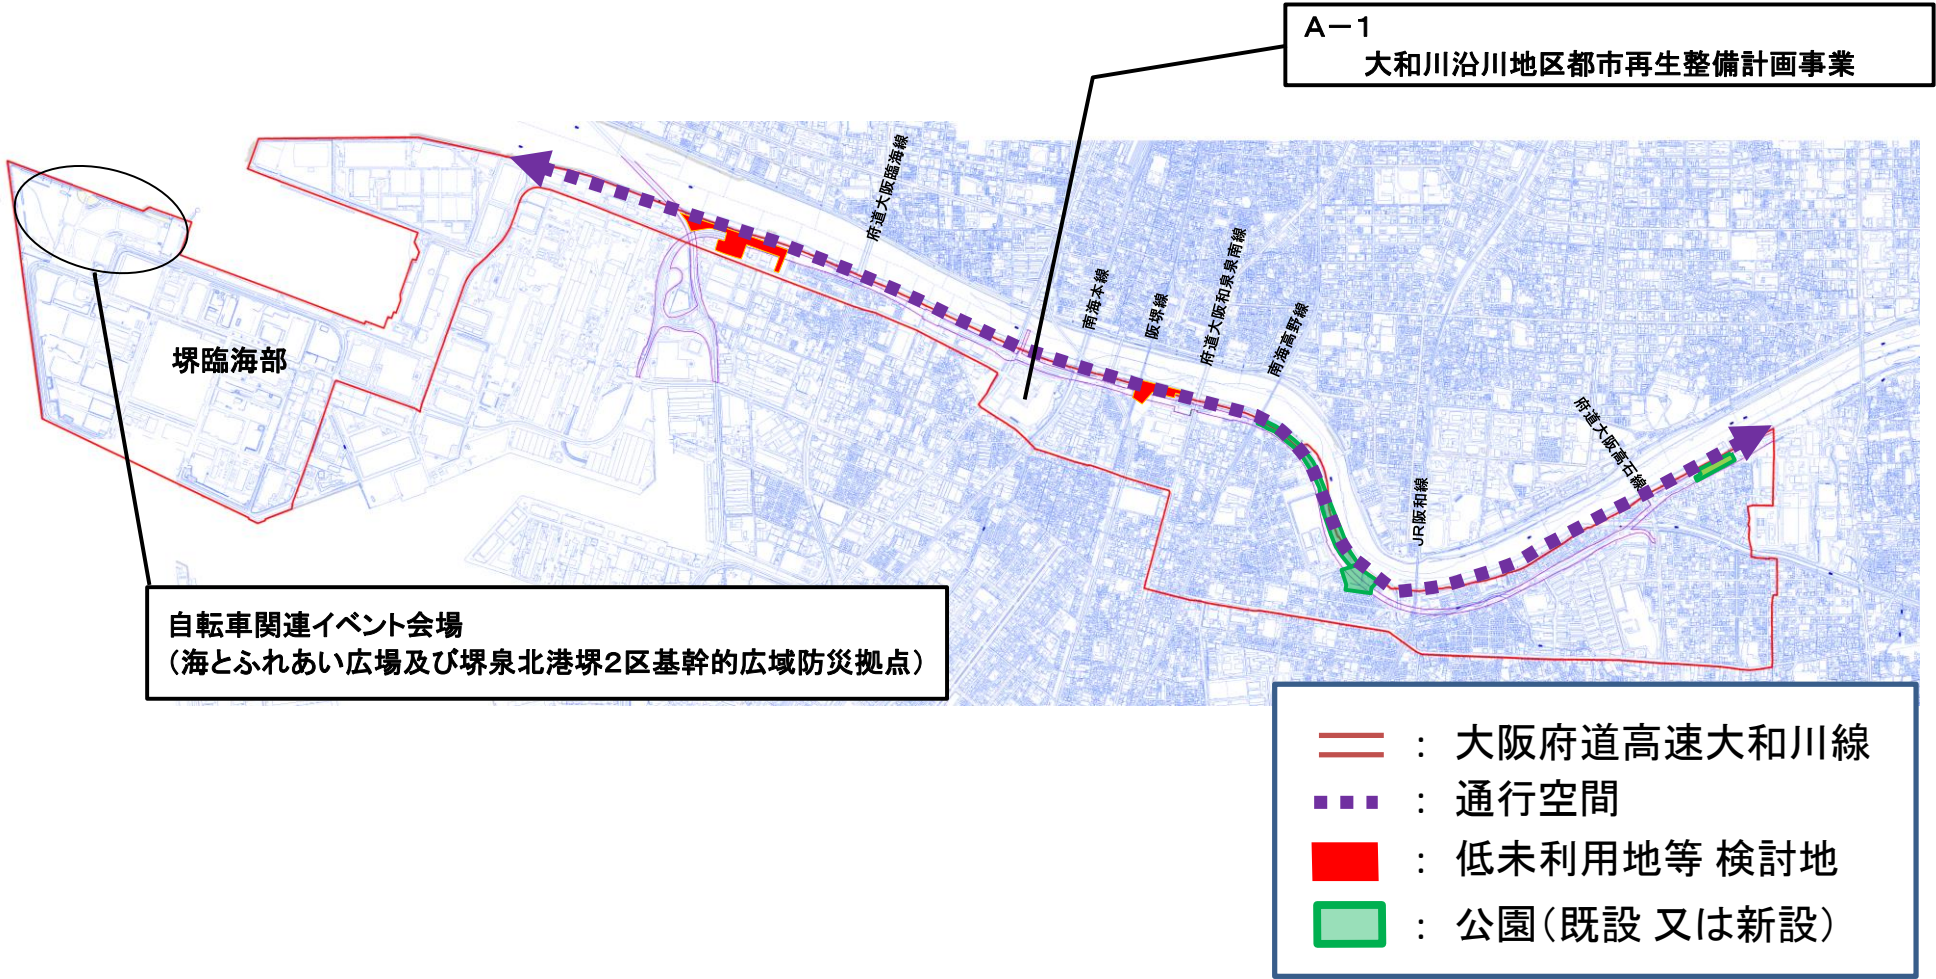 A－1
大和川沿川地区都市再生整備計画事業
府道大阪臨海線
南海本線
阪堺線
府道大阪和泉泉南線
南海高野線
府道大阪高石線
JR阪和線
堺臨海部
自転車関連イベント会場
（海とふれあい広場及び堺泉北港堺２区基幹的広域防災拠点）
： 大阪府道高速大和川線
： 通行空間
： 低未利用地等 検討地
： 公園（既設 又は新設）